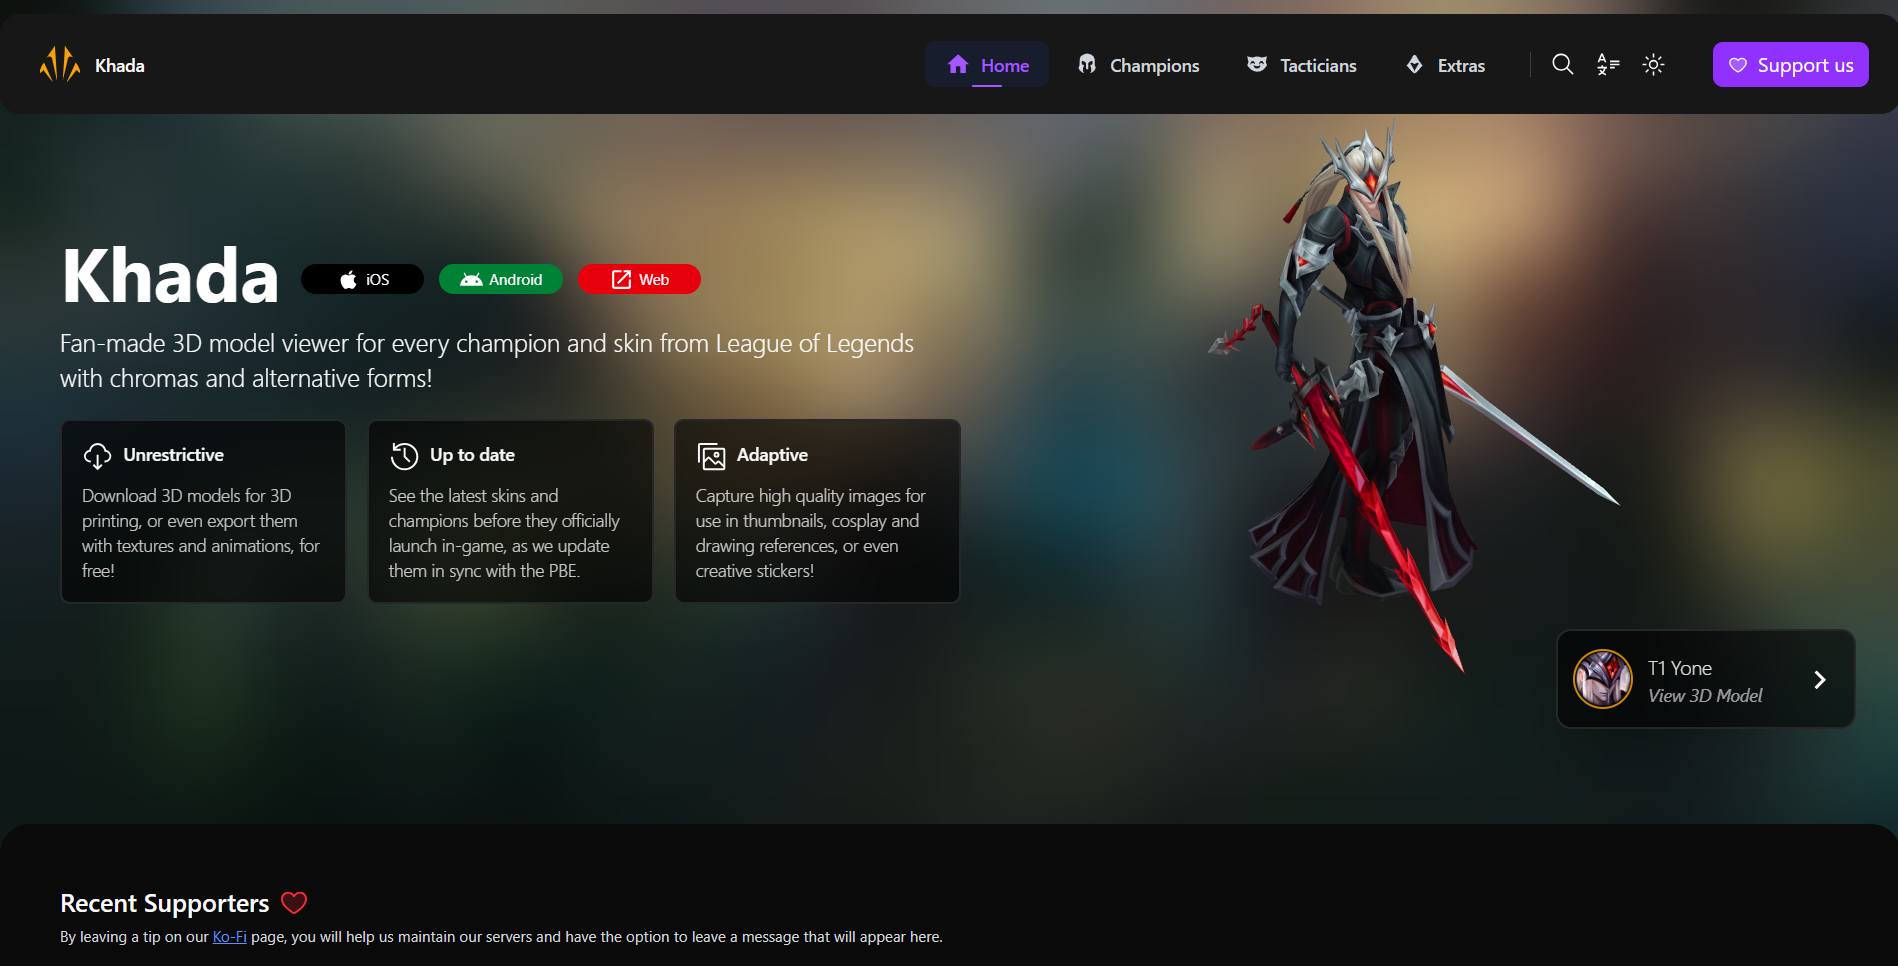 Khada
Home
Champions
Tacticians
Extras
Support us
Khada
iOS
Android
Web
Fan-made 3D model viewer for every champion and skin from League of Legends
with chromas and alternative forms!
Unrestrictive
Download 3D models for 3D
printing, or even export them
with textures and animations, for
free!
Up to date
See the latest skins and
champions before they officially
launch in-game, as we update
them in sync with the PBE.
Adaptive
Capture high quality images for
use in thumbnails, cosplay and
drawing references, or even
creative stickers!
T1 Yone
View 3D Model
Recent Supporters
By leaving a tip on our Ko-Fi page, you will help us maintain our servers and have the option to leave a message that will appear here.